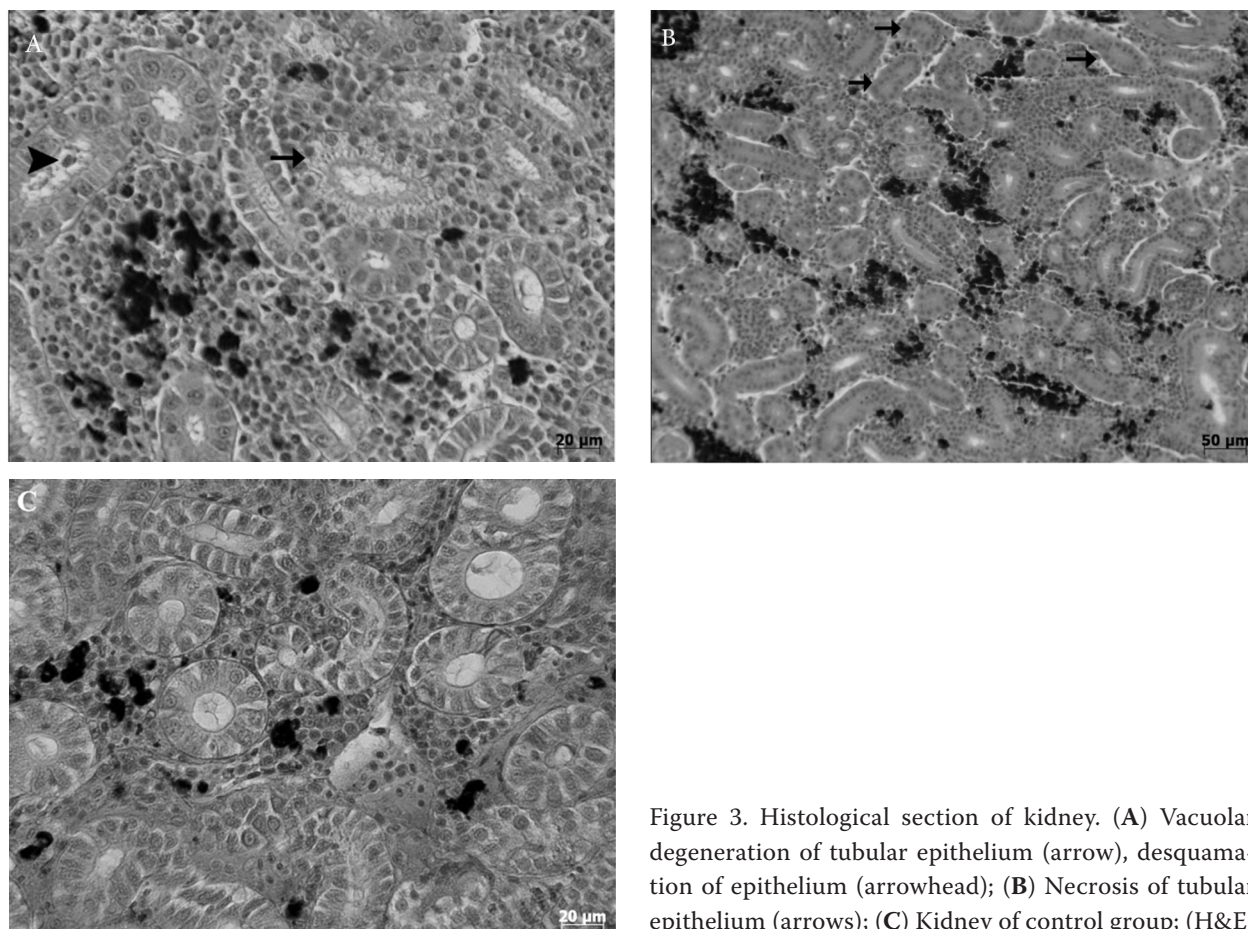 A
B
20 µm
50 µm
C
20 µm
Figure 3. Histological section of kidney. (A) Vacuolar
degeneration of tubular epithelium (arrow), desquama-
tion of epithelium (arrowhead); (B) Necrosis of tubular
epithelium (arrows); (C) Kidney of control group; (H&E)